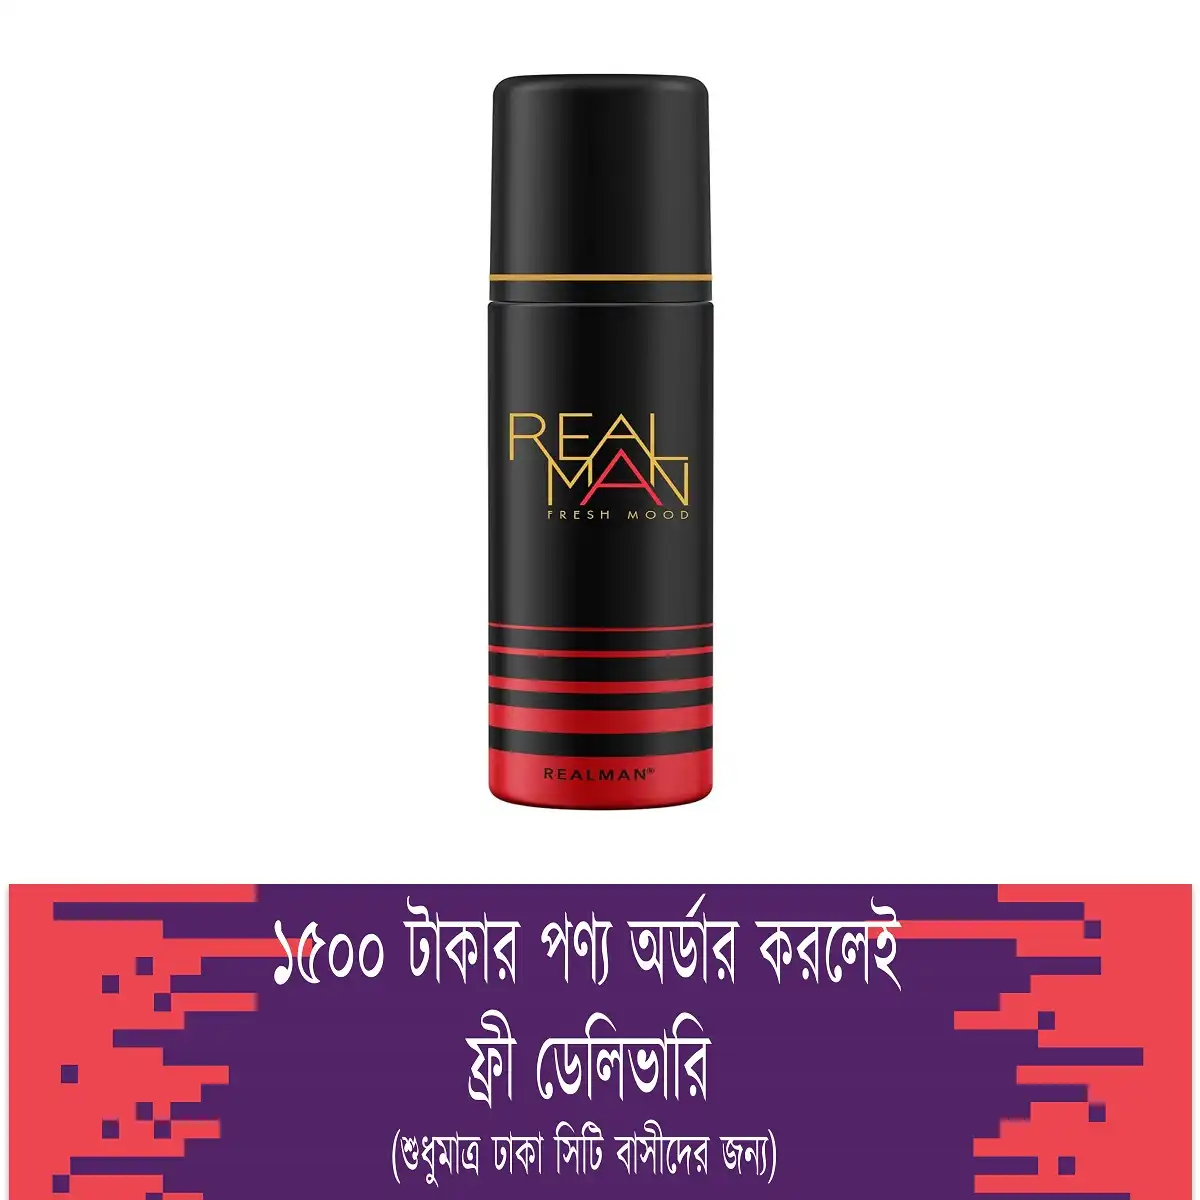 REAL
MAN
FRESH MOOD
REALMAN®
১৫০০ টাকার পণ্য অর্ডার করলেই
ফ্রী ডেলিভারি
(শুধুমাত্র ঢাকা সিটি বাসীদের জন্য)